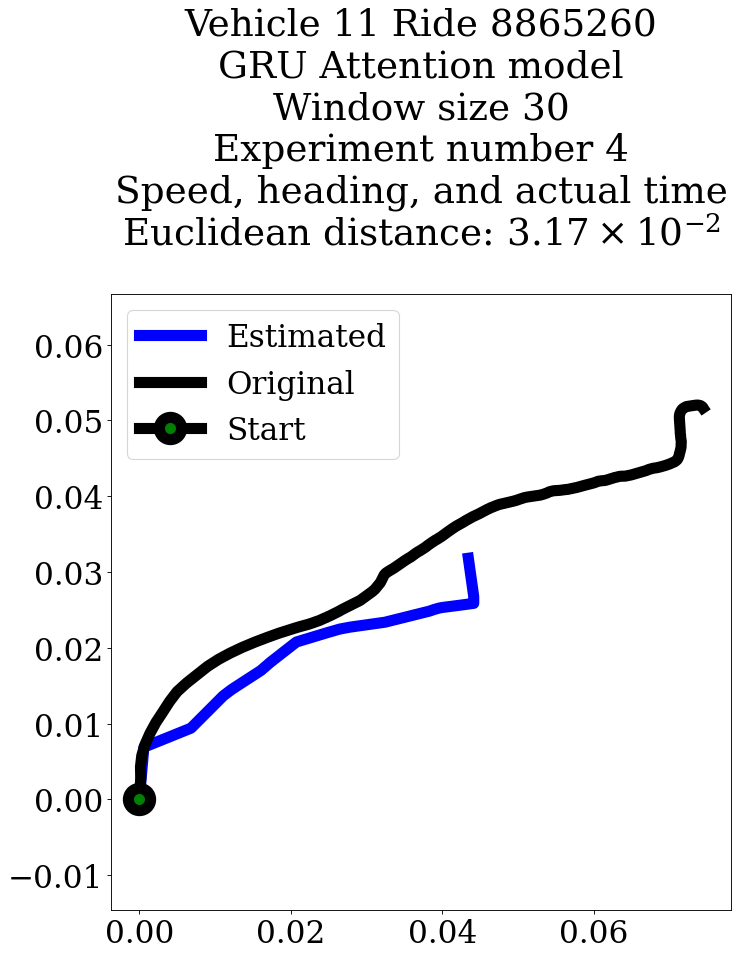 Vehicle 11 Ride 8865260
GRU Attention model
Window size 30
Experiment number 4
Speed, heading, and actual time
Euclidean distance: 3.17 × 10⁻²
Estimated
Original
Start
0.06
0.05
0.04
0.03
0.02
0.01
0.00
−0.01
0.00 0.02 0.04 0.06